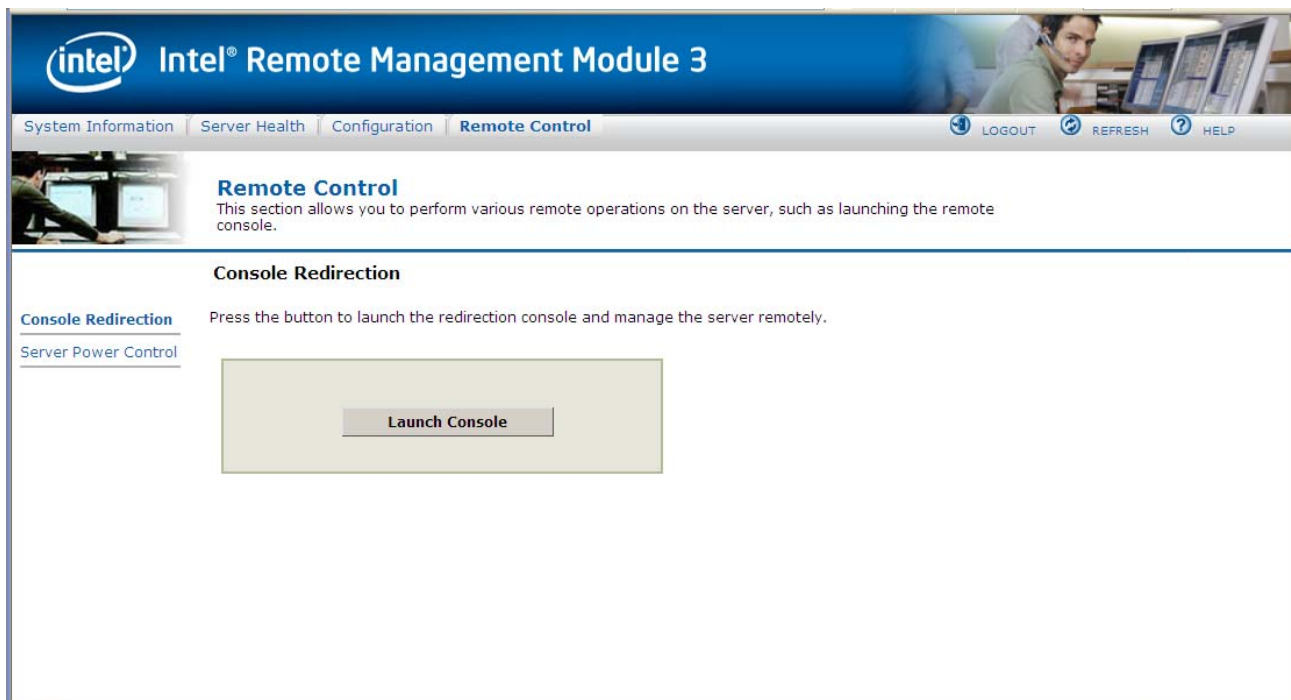 intel Intel® Remote Management Module 3
System Information Server Health Configuration Remote Control LOGOUT REFRESH HELP
Remote Control
This section allows you to perform various remote operations on the server, such as launching the remote
console.
Console Redirection
Console Redirection Press the button to launch the redirection console and manage the server remotely.
Server Power Control
Launch Console